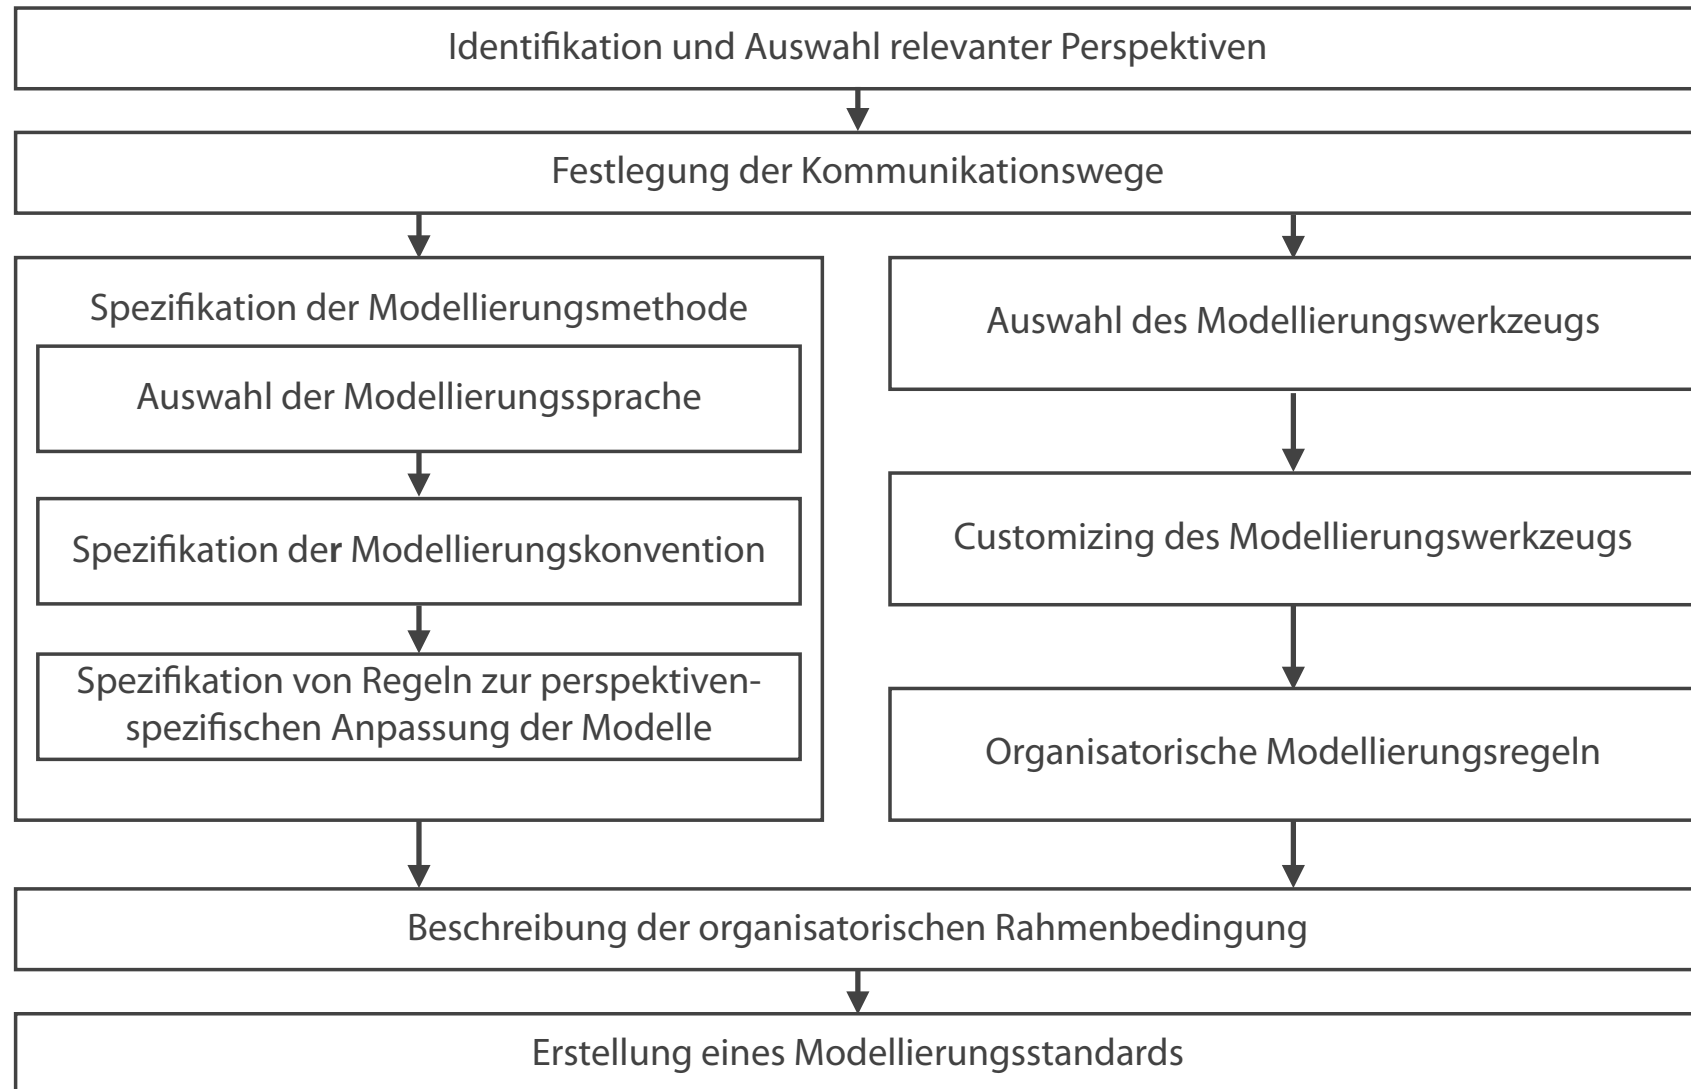 Identifikation und Auswahl relevanter Perspektiven
Festlegung der Kommunikationswege
Spezifikation der Modellierungsmethode
Auswahl der Modellierungssprache
Spezifikation der Modellierungskonvention
Spezifikation von Regeln zur perspektiven-
spezifischen Anpassung der Modelle
Auswahl des Modellierungswerkzeugs
Customizing des Modellierungswerkzeugs
Organisatorische Modellierungsregeln
Beschreibung der organisatorischen Rahmenbedingung
Erstellung eines Modellierungsstandards